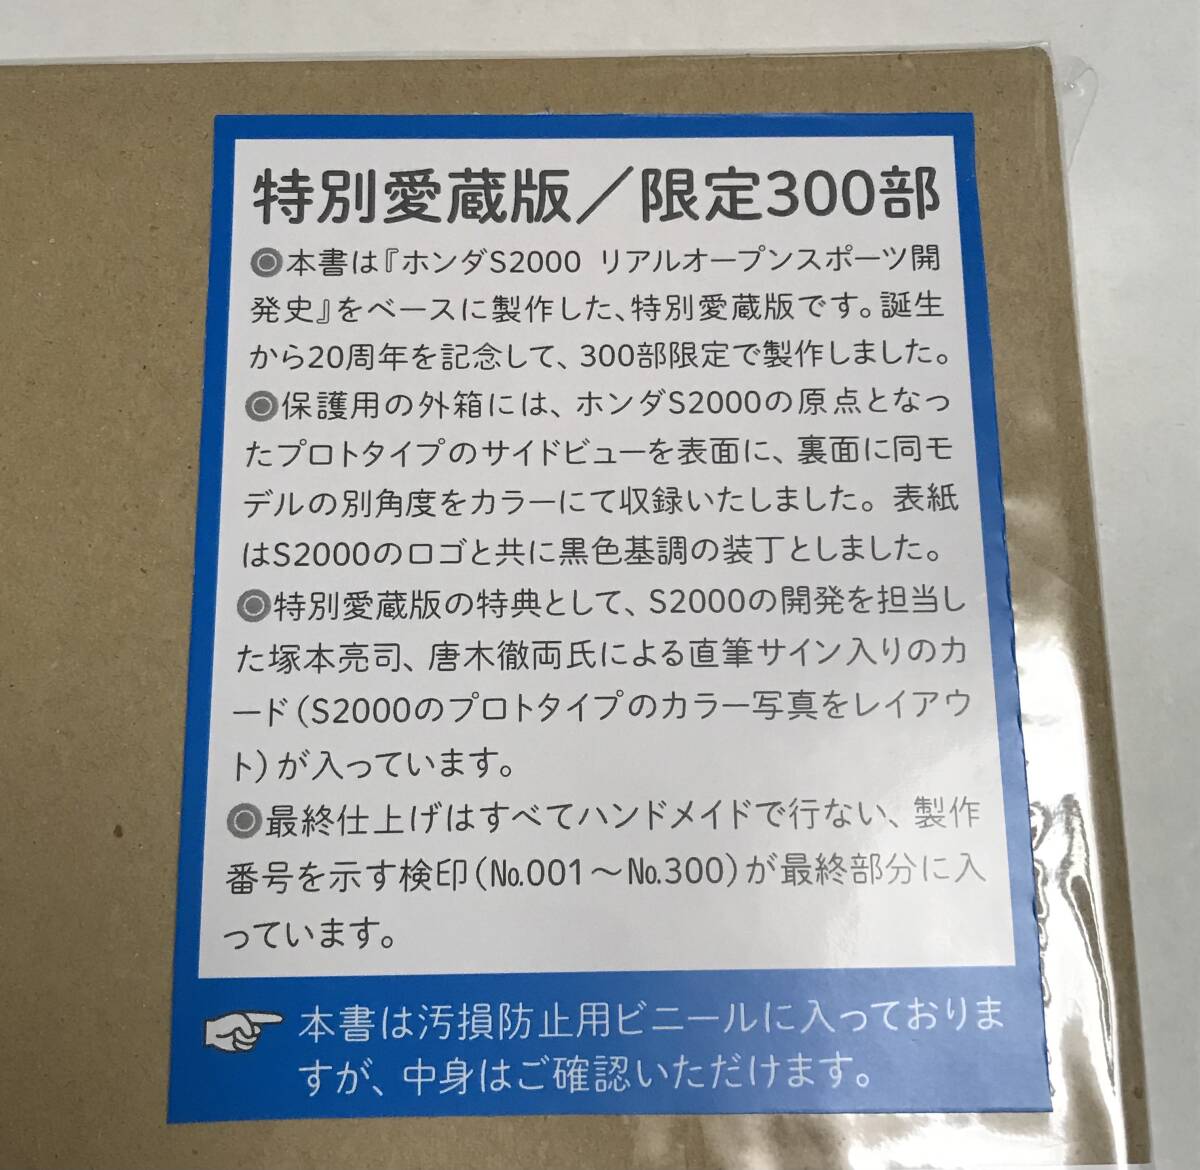 特別愛蔵版／限定300部
◎本書は『ホンダS2000 リアルオープンスポーツ開
発史』をベースに製作した、特別愛蔵版です。誕生
から20周年を記念して、300部限定で製作しました。
◎保護用の外箱には、ホンダS2000の原点となっ
たプロトタイプのサイドビューを表面に、裏面に同モ
デルの別角度をカラーにて収録いたしました。表紙
はS2000のロゴと共に黒色基調の装丁としました。
◎特別愛蔵版の特典として、S2000の開発を担当し
た塚本亮司、唐木徹両氏による直筆サイン入りのカ
ード（S2000のプロトタイプのカラー写真をレイアウ
ト）が入っています。
◎最終仕上げはすべてハンドメイドで行ない、製作
番号を示す検印（№001〜№300）が最終部分に入
っています。
本書は汚損防止用ビニールに入っておりま
すが、中身はご確認いただけます。